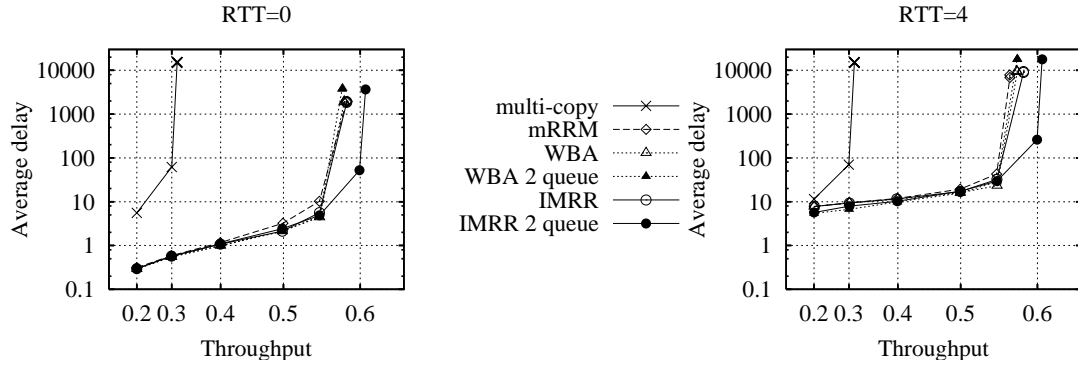 RTT=0
10000
1000
100
10
1
0.1
Average delay
0.2 0.3 0.4 0.5 0.6
Throughput
multi-copy
mRRM
WBA
WBA 2 queue
IMRR
IMRR 2 queue
RTT=4
10000
1000
100
10
1
0.1
Average delay
0.2 0.3 0.4 0.5 0.6
Throughput